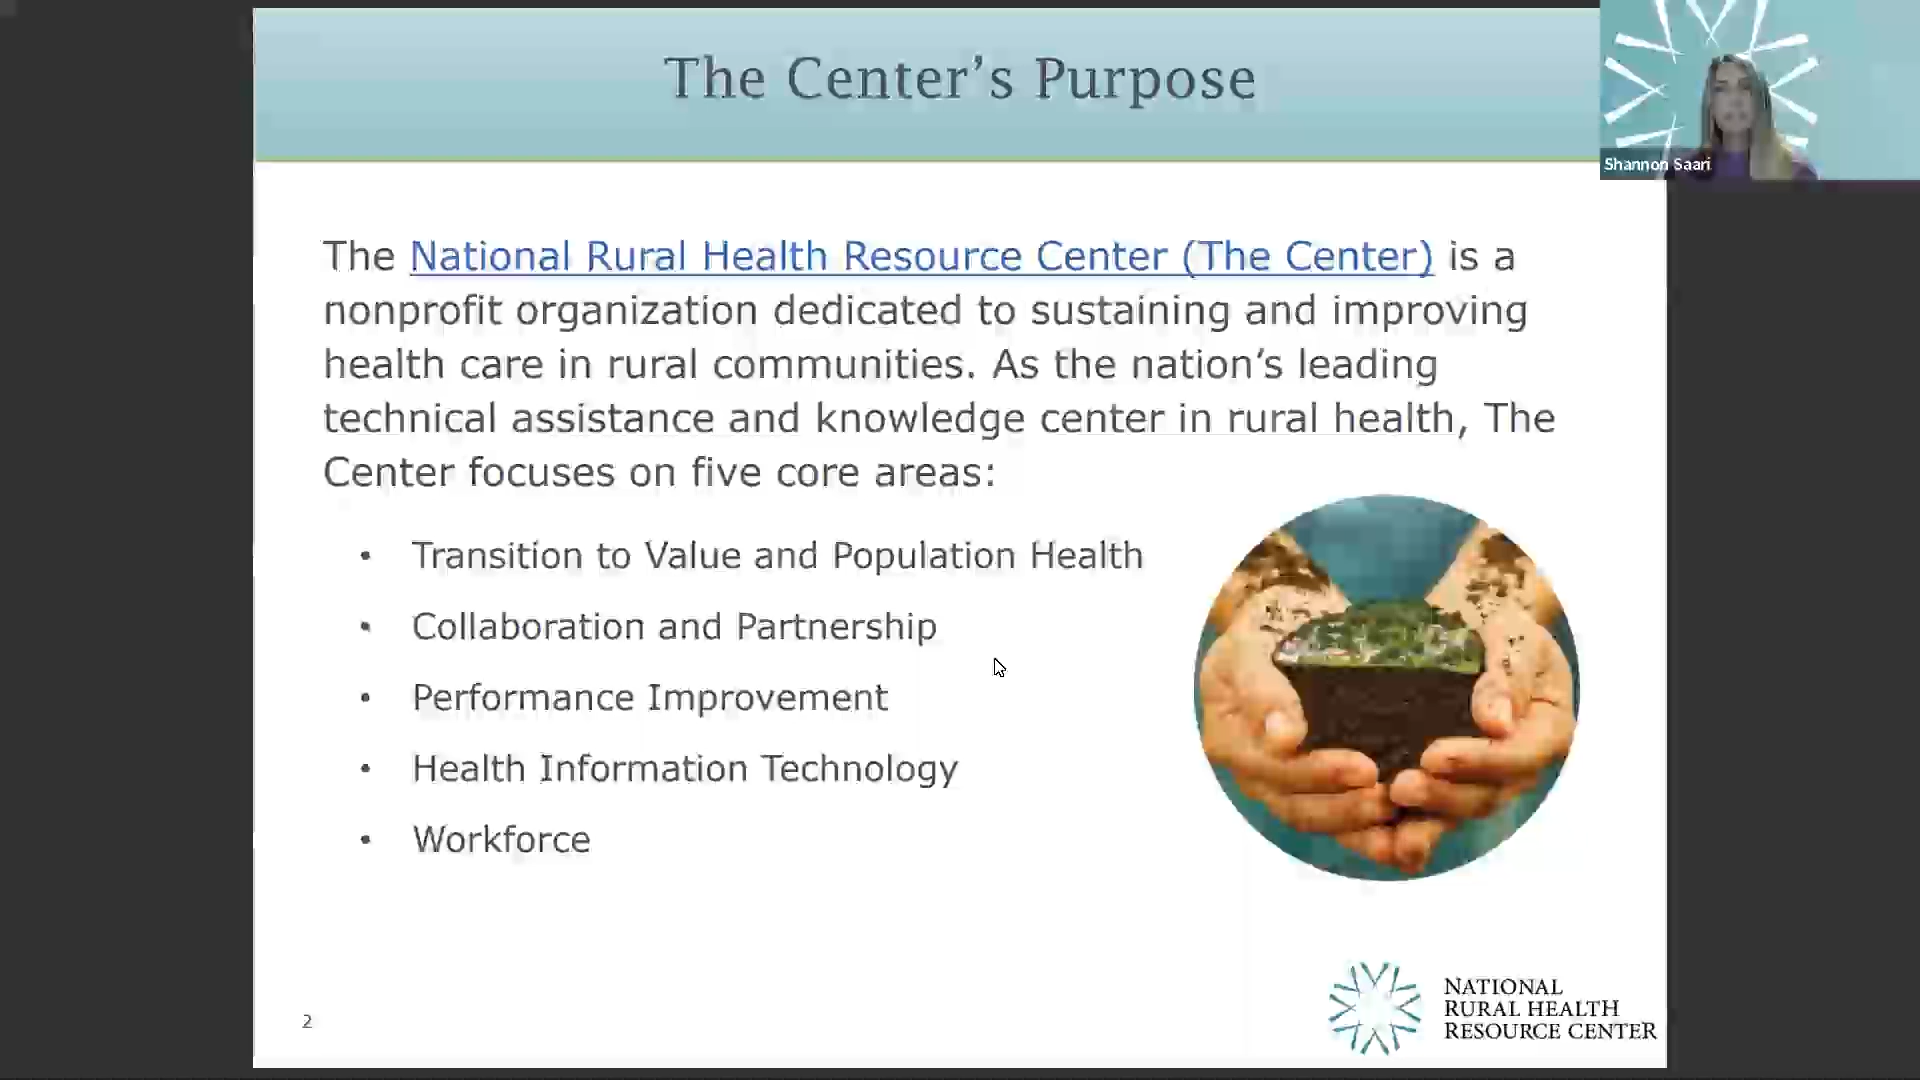 The Center’s Purpose
Shannon Saari
The National Rural Health Resource Center (The Center) is a
nonprofit organization dedicated to sustaining and improving
health care in rural communities. As the nation’s leading
technical assistance and knowledge center in rural health, The
Center focuses on five core areas:
• Transition to Value and Population Health
• Collaboration and Partnership
• Performance Improvement
• Health Information Technology
• Workforce
2
NATIONAL
RURAL HEALTH
RESOURCE CENTER